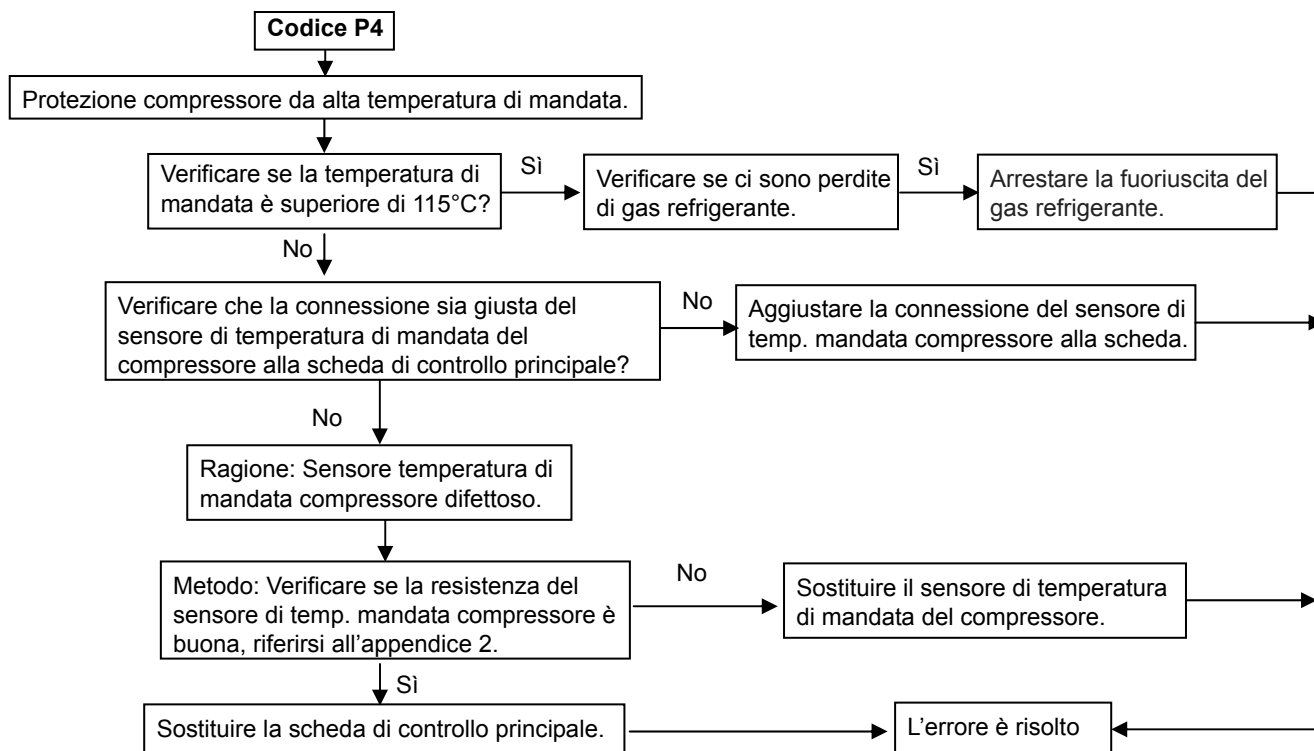 Codice P4
Protezione compressore da alta temperatura di mandata.
Verificare se la temperatura di
mandata è superiore di 115°C?
Sì
Verificare se ci sono perdite
di gas refrigerante.
Sì
Arrestare la fuoriuscita del
gas refrigerante.
No
Verificare che la connessione sia giusta del
sensore di temperatura di mandata del
compressore alla scheda di controllo principale?
No
Aggiustare la connessione del sensore di
temp. mandata compressore alla scheda.
No
Ragione: Sensore temperatura di
mandata compressore difettoso.
Metodo: Verificare se la resistenza del
sensore di temp. mandata compressore è
buona, riferirsi all’appendice 2.
No
Sostituire il sensore di temperatura
di mandata del compressore.
Sì
Sostituire la scheda di controllo principale.
L’errore è risolto